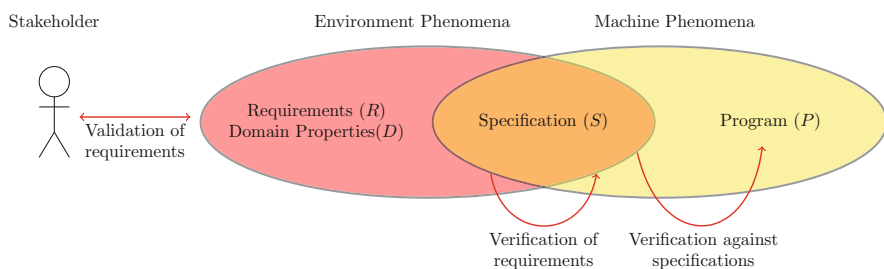 Stakeholder
Environment Phenomena
Machine Phenomena
Requirements (R)
Domain Properties(D)
Specification (S)
Program (P)
Validation of
requirements
Verification of
requirements
Verification against
specifications